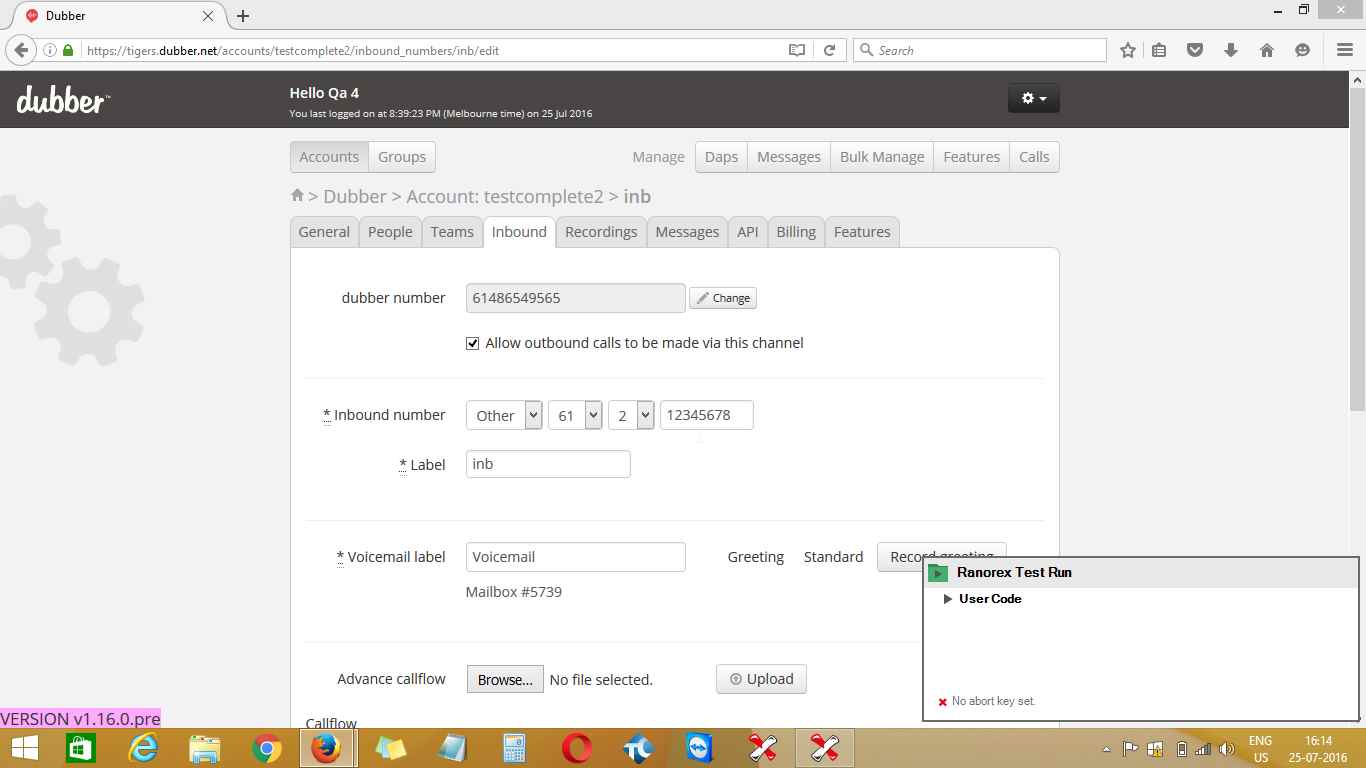 Dubber
https://tigers.dubber.net/accounts/testcomplete2/inbound_numbers/inb/edit
Search
dubber™
Hello Qa 4
You last logged on at 8:39:23 PM (Melbourne time) on 25 Jul 2016
Accounts Groups Manage Daps Messages Bulk Manage Features Calls
> Dubber > Account: testcomplete2 > inb
General People Teams Inbound Recordings Messages API Billing Features
dubber number 61486549565 Change
Allow outbound calls to be made via this channel
* Inbound number Other 61 2 12345678
* Label inb
* Voicemail label Voicemail Greeting Standard Record greeting
Mailbox #5739
Ranorex Test Run
User Code
No abort key set.
Advance callflow Browse... No file selected. Upload
Callflow
VERSION v1.16.0.pre
ENG
US
16:14
25-07-2016